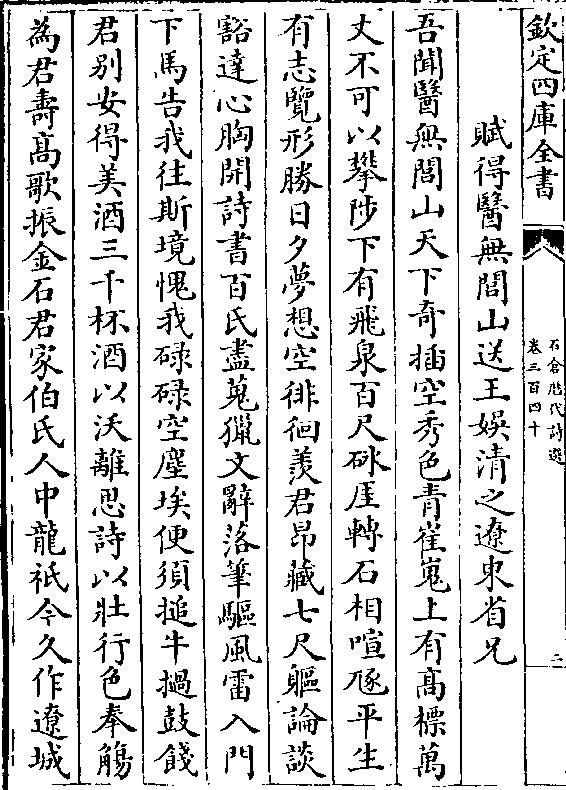 欽定四庫全書
石倉歷代詩選
卷三百四十
二
賦得醫無閭山送王娱清之遼東省兄
吾聞醫無閭山天下奇插空秀色青崔嵬上有高標萬
丈不可以攀陟下有飛泉百尺砯厓轉石相喧豗平生
有志覽形勝日夕夢想空徘徊羨君昂藏七尺軀論談
豁達心胸開詩書百氏盡蒐獵文辭落筆驅風雷入門
下馬告我往斯境愧我碌碌空塵埃便須搥牛撾鼓餞
君别安得美酒三千杯酒以沃離思詩以壯行色奉觴
為君壽高歌振金石君家伯氏人中龍祇今久作遼城